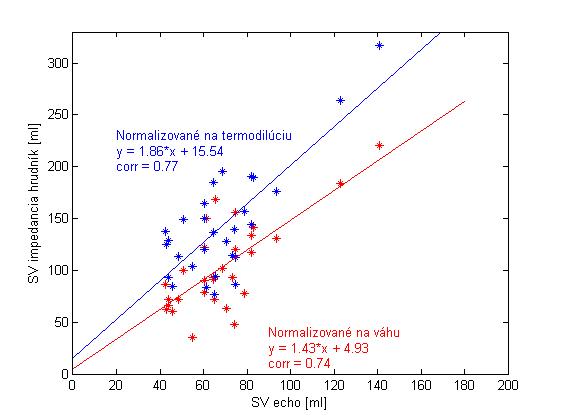 300
250
200
150
100
50
0
SV impedancia hrudník [ml]
Normalizované na termodilúciu
y = 1.86*x + 15.54
corr = 0.77
Normalizované na váhu
y = 1.43*x + 4.93
corr = 0.74
0 20 40 60 80 100 120 140 160 180 200
SV echo [ml]